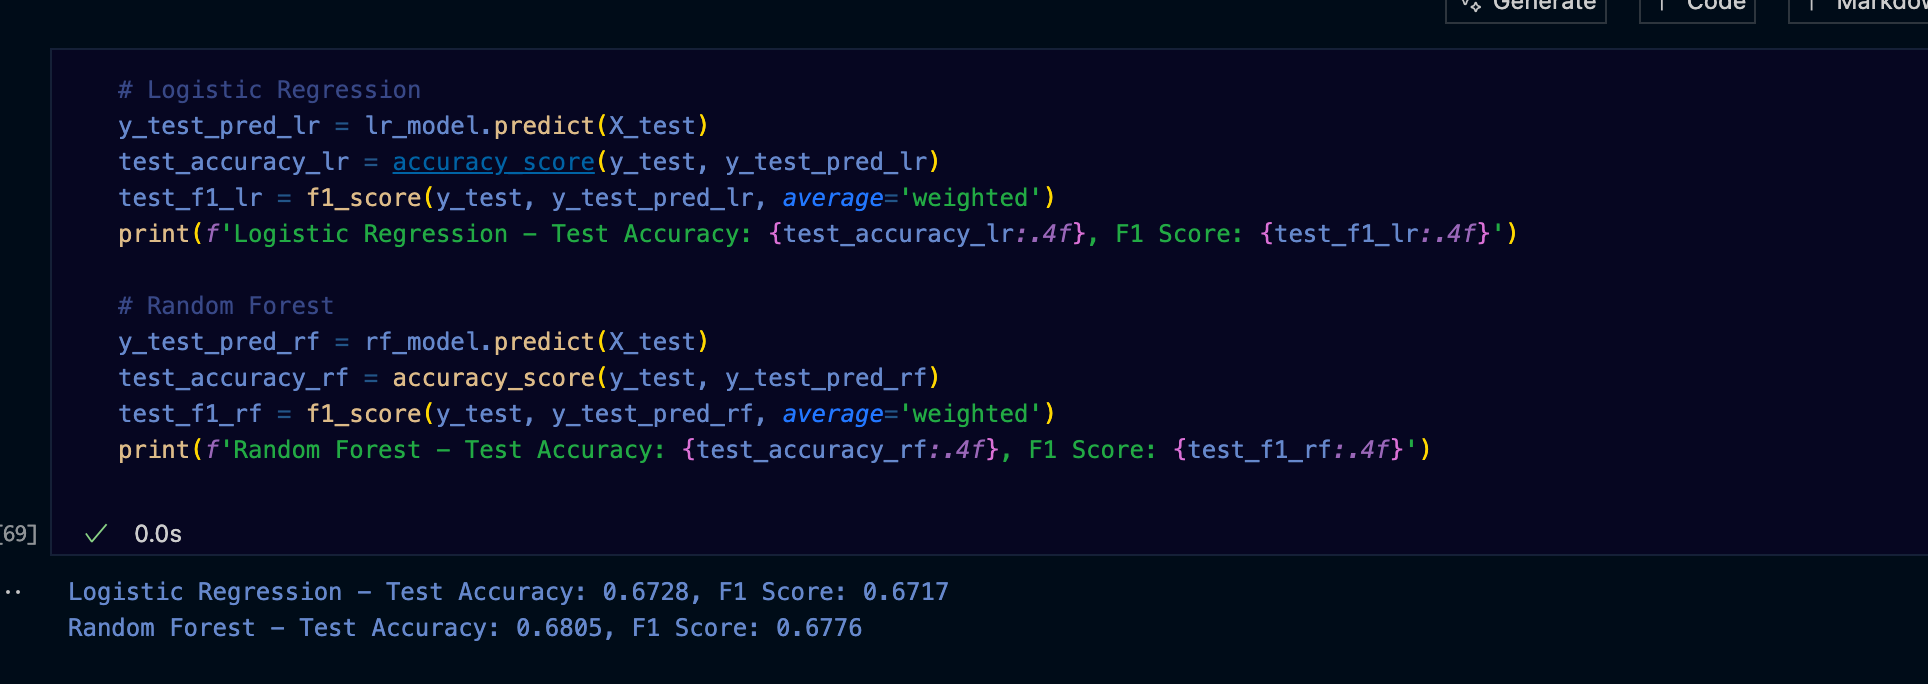 Generate Code
# Logistic Regression
y_test_pred_lr = lr_model.predict(X_test)
test_accuracy_lr = accuracy_score(y_test, y_test_pred_lr)
test_f1_lr = f1_score(y_test, y_test_pred_lr, average='weighted')
print(f'Logistic Regression - Test Accuracy: {test_accuracy_lr:.4f}, F1 Score: {test_f1_lr:.4f}')
# Random Forest
y_test_pred_rf = rf_model.predict(X_test)
test_accuracy_rf = accuracy_score(y_test, y_test_pred_rf)
test_f1_rf = f1_score(y_test, y_test_pred_rf, average='weighted')
print(f'Random Forest - Test Accuracy: {test_accuracy_rf:.4f}, F1 Score: {test_f1_rf:.4f}')
[69] ✓ 0.0s
Logistic Regression - Test Accuracy: 0.6728, F1 Score: 0.6717
Random Forest - Test Accuracy: 0.6805, F1 Score: 0.6776